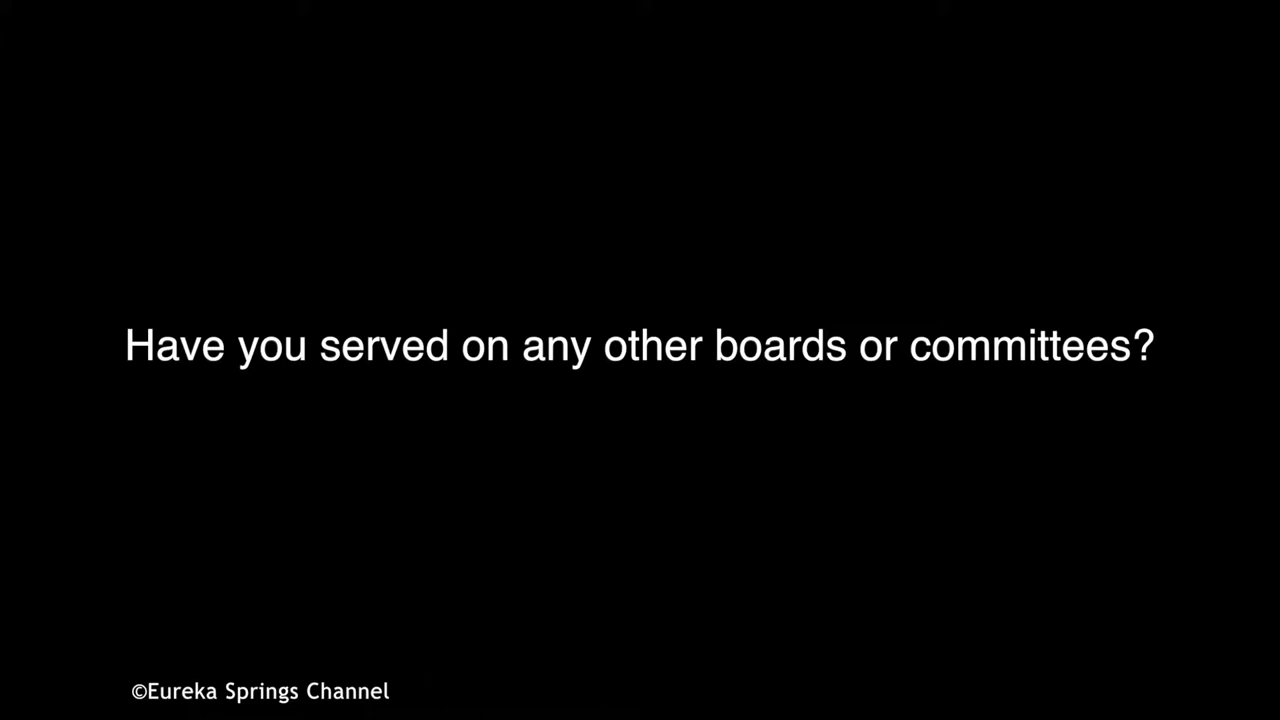 Have you served on any other boards or committees?
©Eureka Springs Channel